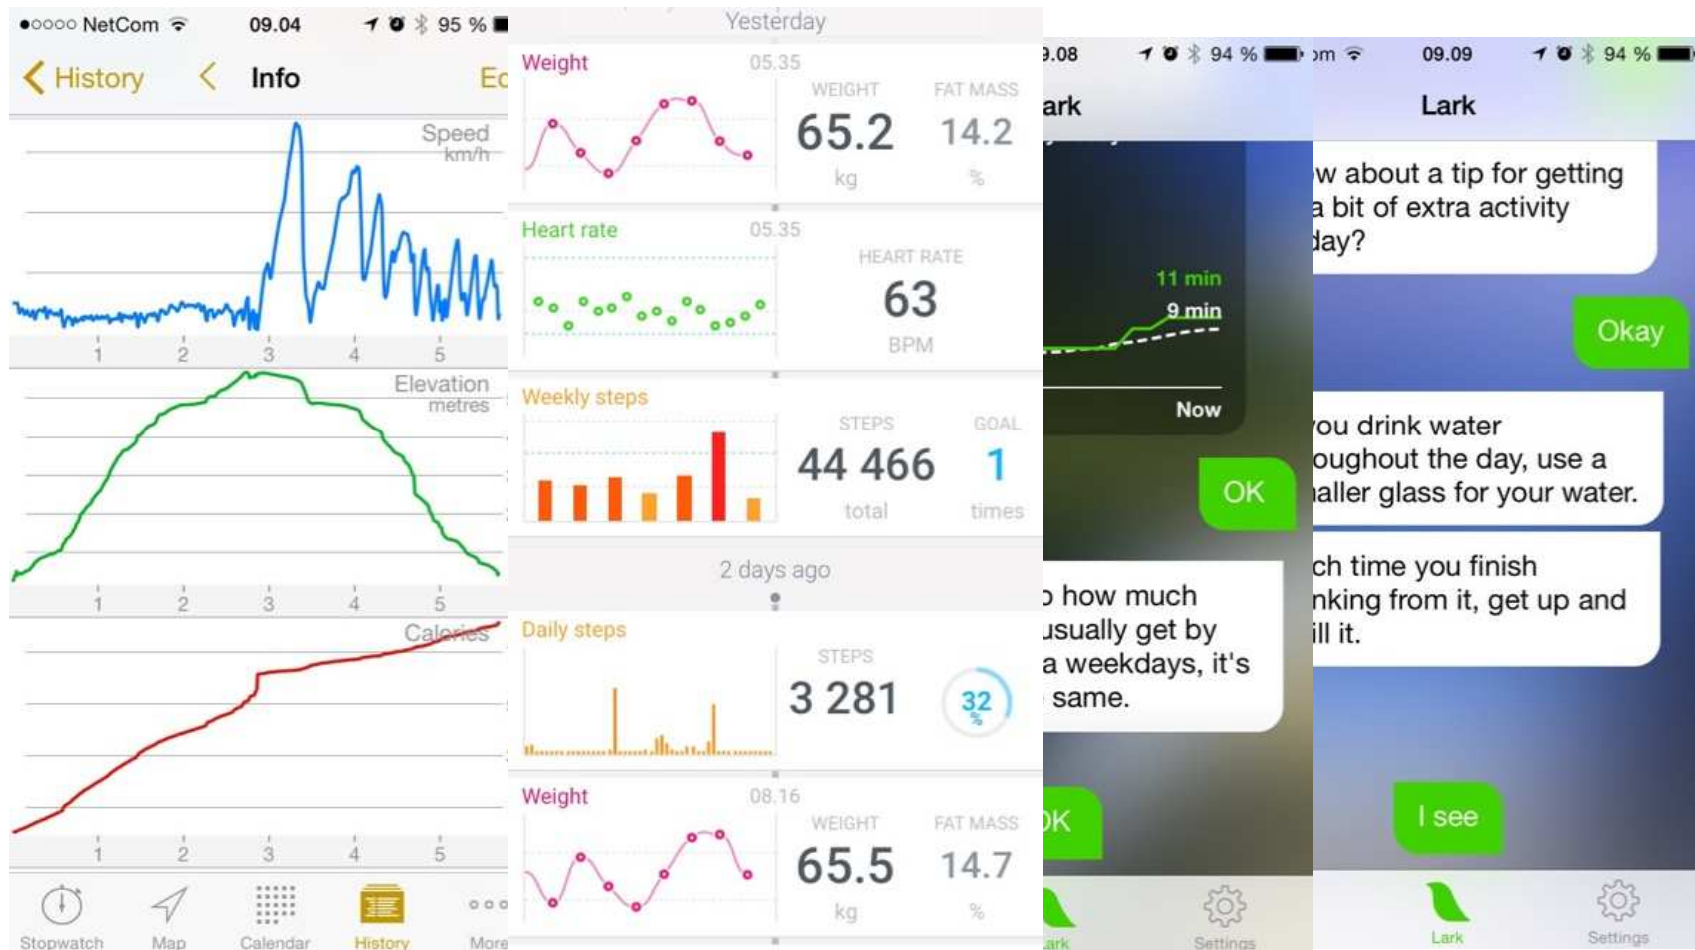 NetCom
09.04
95 %
History
Info
Speed
km/h
1 2 3 4 5
Elevation
metres
1 2 3 4 5
Calories
1 2 3 4 5
Stopwatch
Map
Calendar
History
More
Yesterday
Weight
05.35
WEIGHT
FAT MASS
65.2
14.2
kg
%
Heart rate
05.35
HEART RATE
63
BPM
Weekly steps
STEPS
GOAL
44 466
1
total
times
2 days ago
Daily steps
STEPS
3 281
32
%
Weight
08.16
WEIGHT
FAT MASS
65.5
14.7
kg
%
9.08
94 %
ark
11 min
9 min
Now
OK
how much
usually get by
a weekdays, it's
same.
OK
ark
Settings
om
09.09
94 %
Lark
w about a tip for getting
a bit of extra activity
day?
Okay
you drink water
oughout the day, use a
aller glass for your water.
ch time you finish
nking from it, get up and
ill it.
I see
Lark
Settings